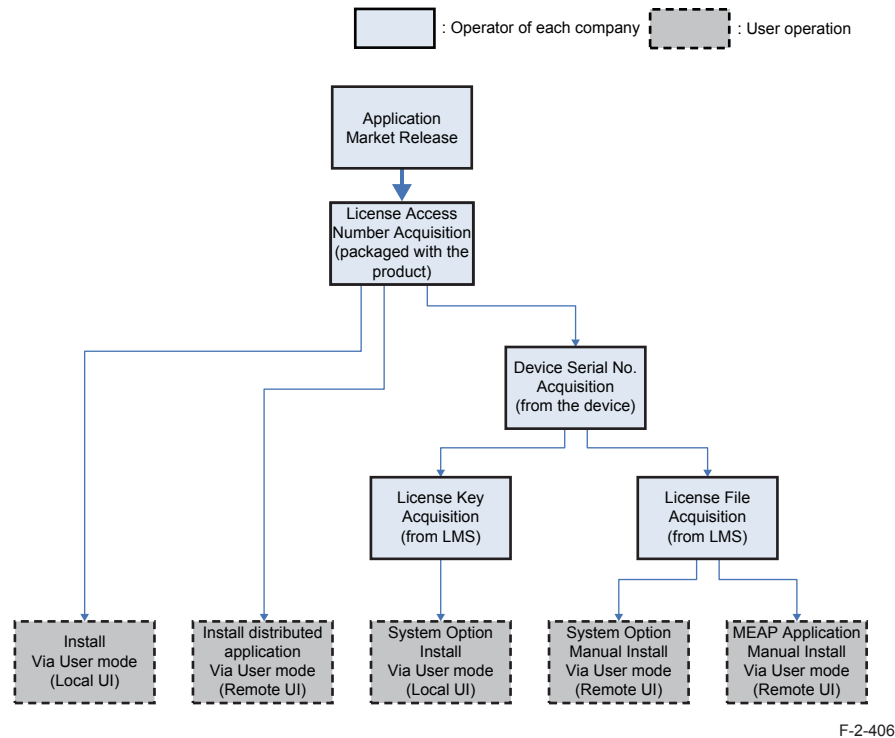 : Operator of each company
: User operation
Application
Market Release
License Access
Number Acquisition
(packaged with the
product)
Device Serial No.
Acquisition
(from the device)
License Key
Acquisition
(from LMS)
License File
Acquisition
(from LMS)
Install
Via User mode
(Local UI)
Install distributed
application
Via User mode
(Remote UI)
System Option
Install
Via User mode
(Local UI)
System Option
Manual Install
Via User mode
(Remote UI)
MEAP Application
Manual Install
Via User mode
(Remote UI)
F-2-406